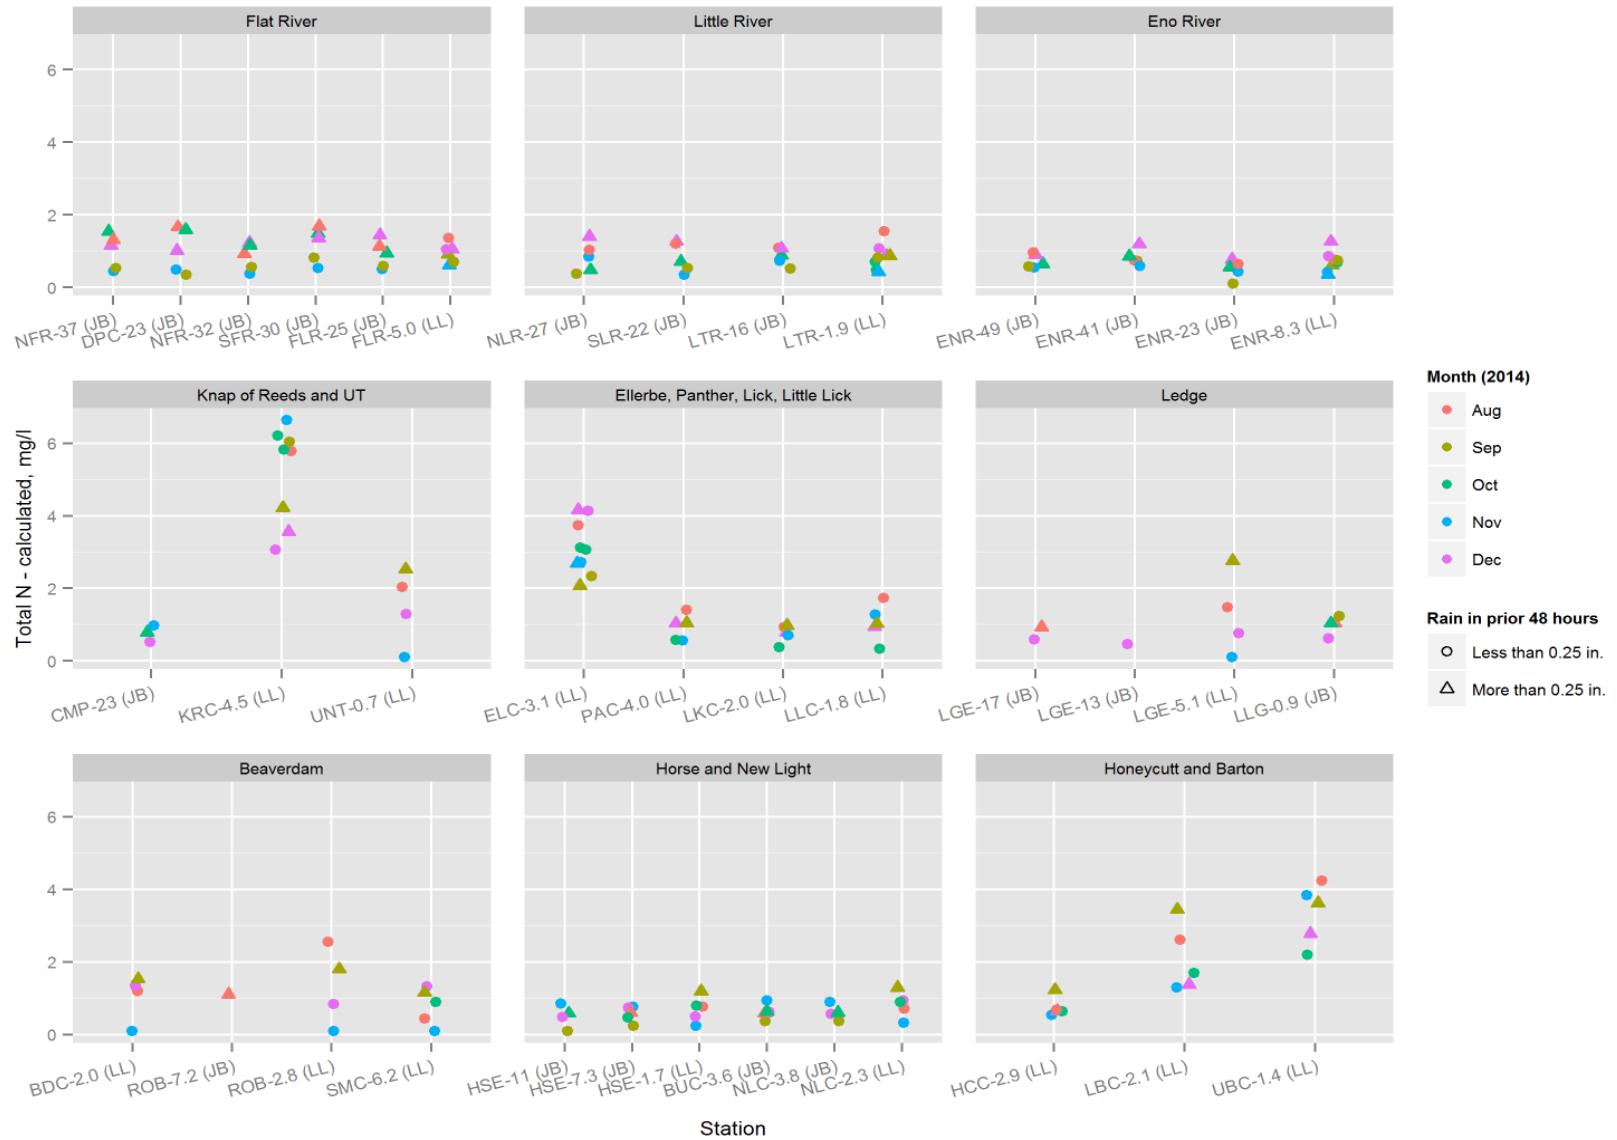 Flat River
Little River
Eno River
6
4
2
0
NFR-37 (JB)
DPC-23 (JB)
NFR-32 (JB)
SFR-30 (JB)
FLR-25 (JB)
FLR-5.0 (LL)
NLR-27 (JB)
SLR-22 (JB)
LTR-16 (JB)
LTR-1.9 (LL)
ENR-49 (JB)
ENR-41 (JB)
ENR-23 (JB)
ENR-8.3 (LL)
Knap of Reeds and UT
Ellerbe, Panther, Lick, Little Lick
Ledge
Total N - calculated, mg/l
6
4
2
0
CMP-23 (JB)
KRC-4.5 (LL)
UNT-0.7 (LL)
ELC-3.1 (LL)
PAC-4.0 (LL)
LKC-2.0 (LL)
LLC-1.8 (LL)
LGE-17 (JB)
LGE-13 (JB)
LGE-5.1 (LL)
LLG-0.9 (JB)
Beaverdam
Horse and New Light
Honeycutt and Barton
6
4
2
0
BDC-2.0 (LL)
ROB-7.2 (JB)
ROB-2.8 (LL)
SMC-6.2 (LL)
HSE-11 (JB)
HSE-7.3 (JB)
HSE-1.7 (LL)
BUC-3.6 (JB)
NLC-3.8 (JB)
NLC-2.3 (LL)
HCC-2.9 (LL)
LBC-2.1 (LL)
UBC-1.4 (LL)
Station
Month (2014)
Aug
Sep
Oct
Nov
Dec
Rain in prior 48 hours
Less than 0.25 in.
More than 0.25 in.